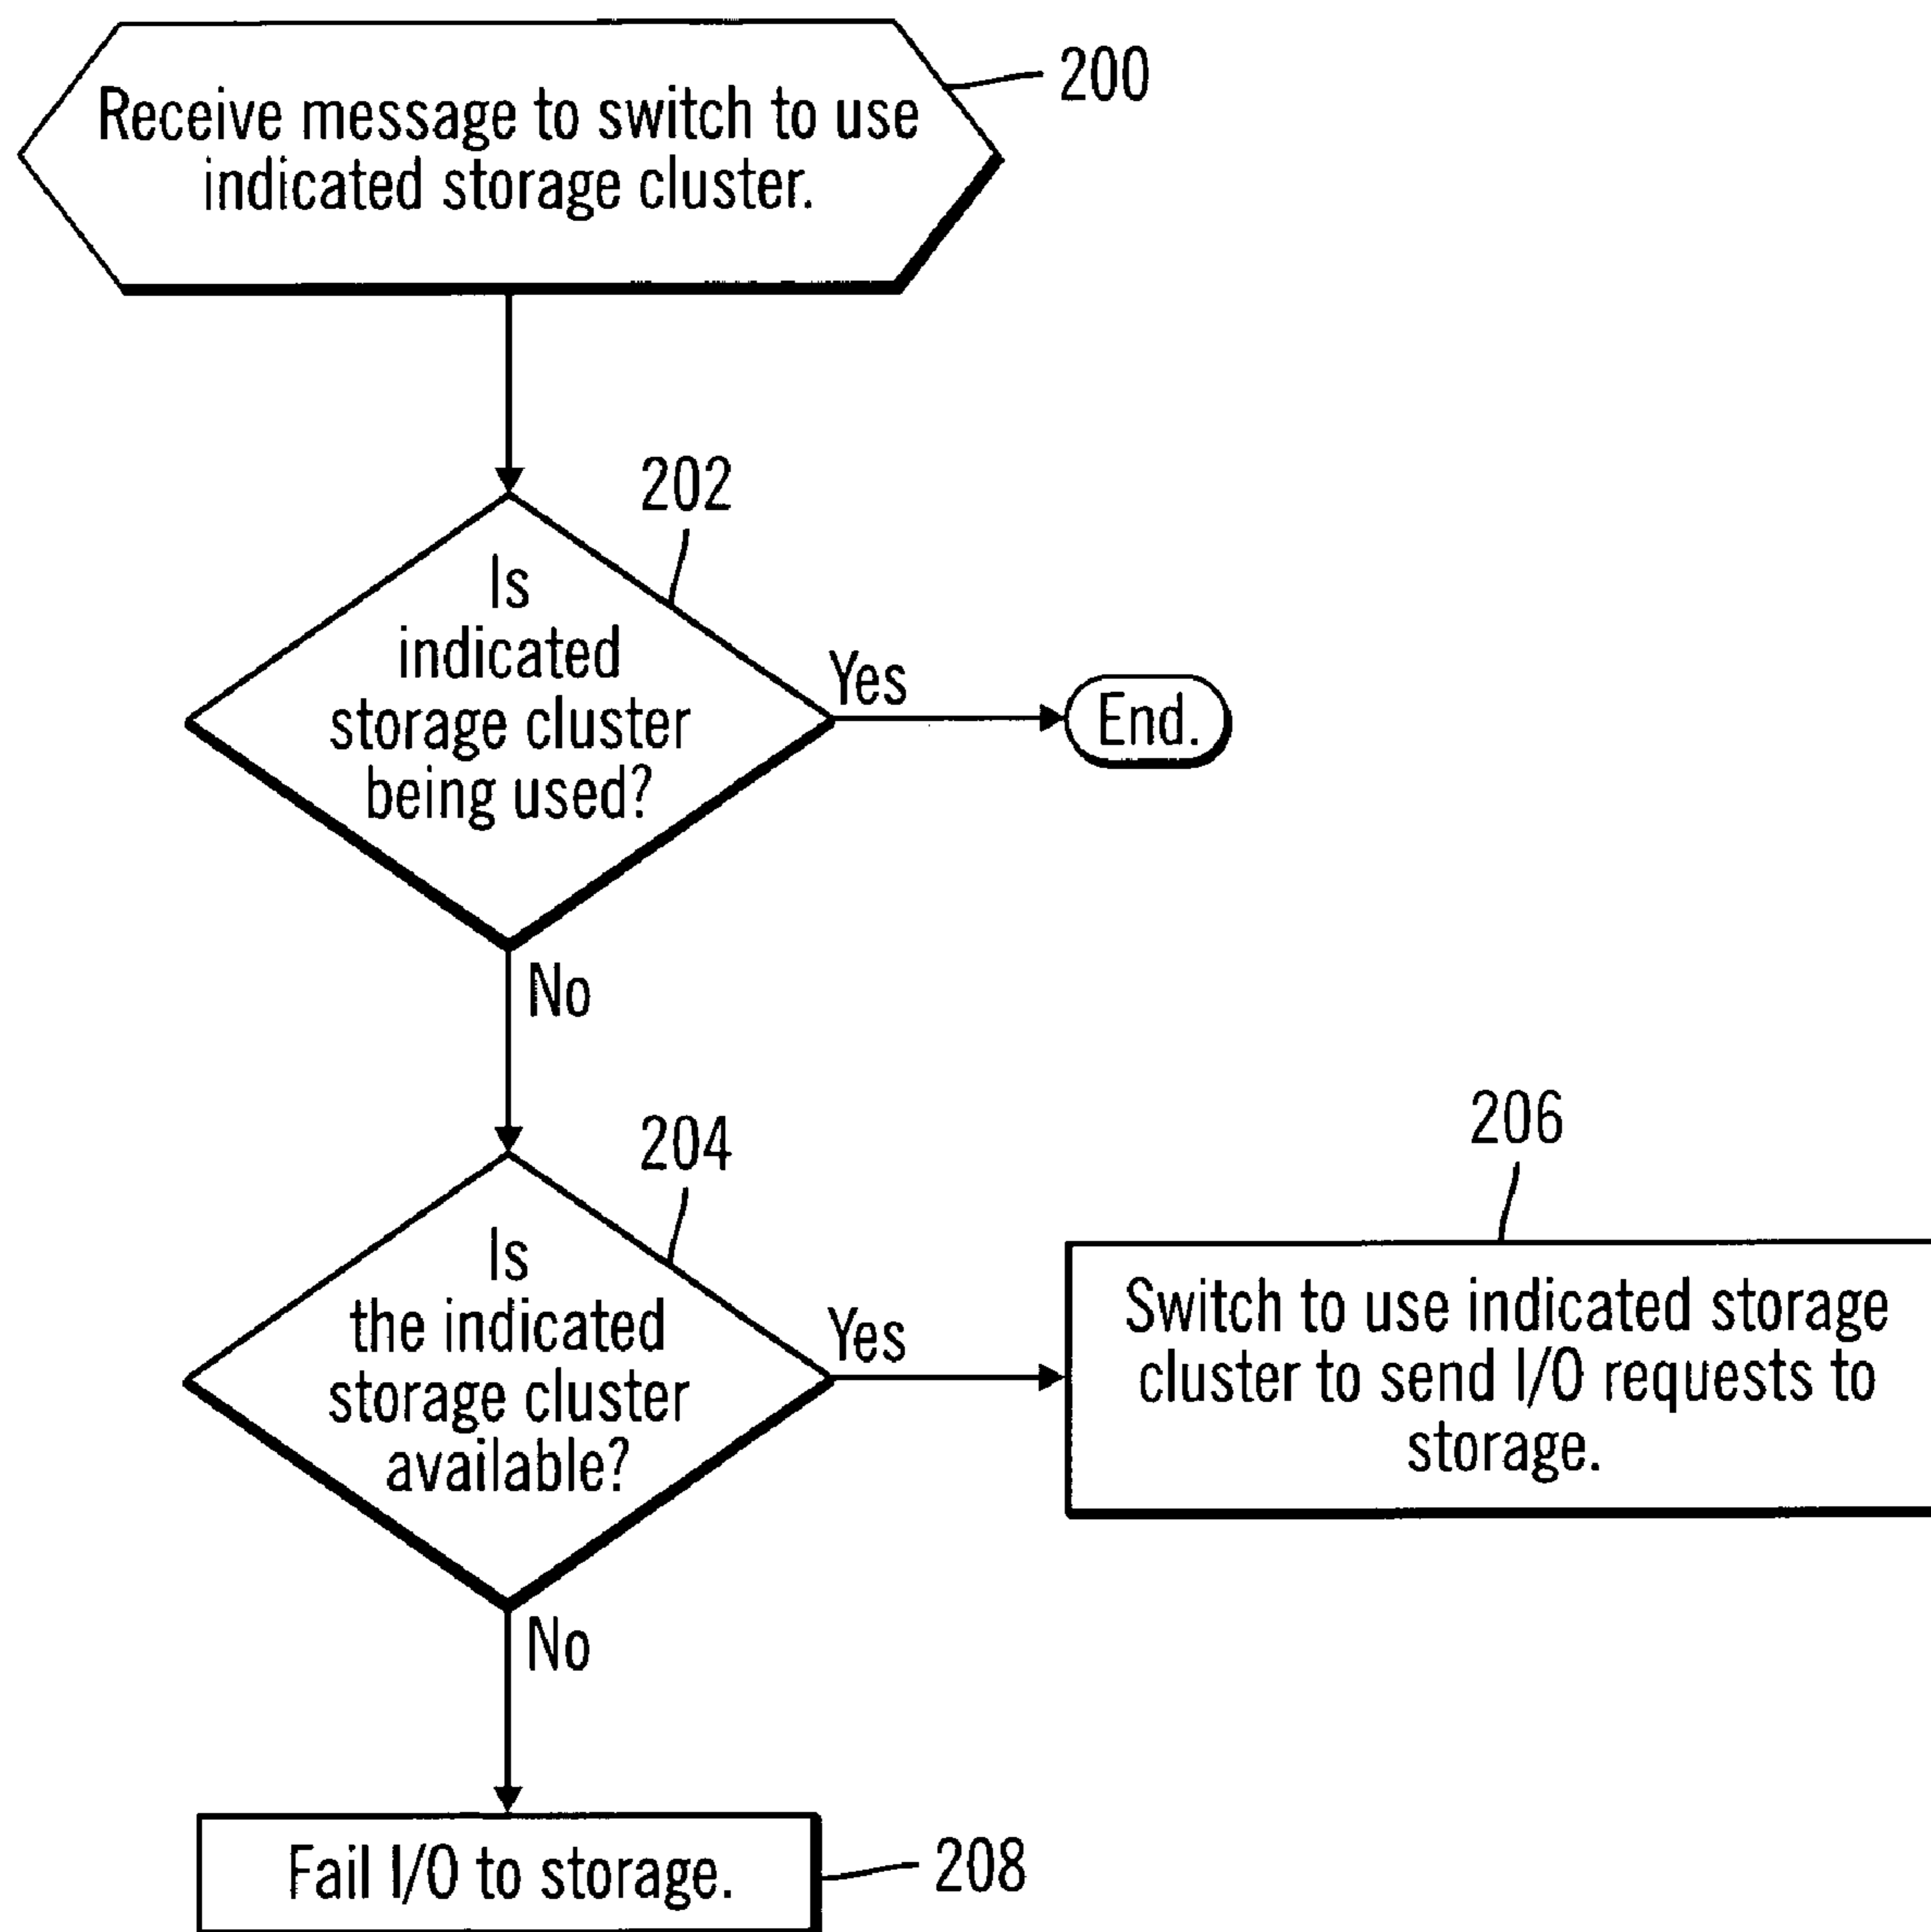 Receive message to switch to use
indicated storage cluster.
200
202
Is
indicated
storage cluster
being used?
Yes
End.
No
204
Is
the indicated
storage cluster
available?
Yes
206
Switch to use indicated storage
cluster to send I/O requests to
storage.
No
Fail I/O to storage.
208